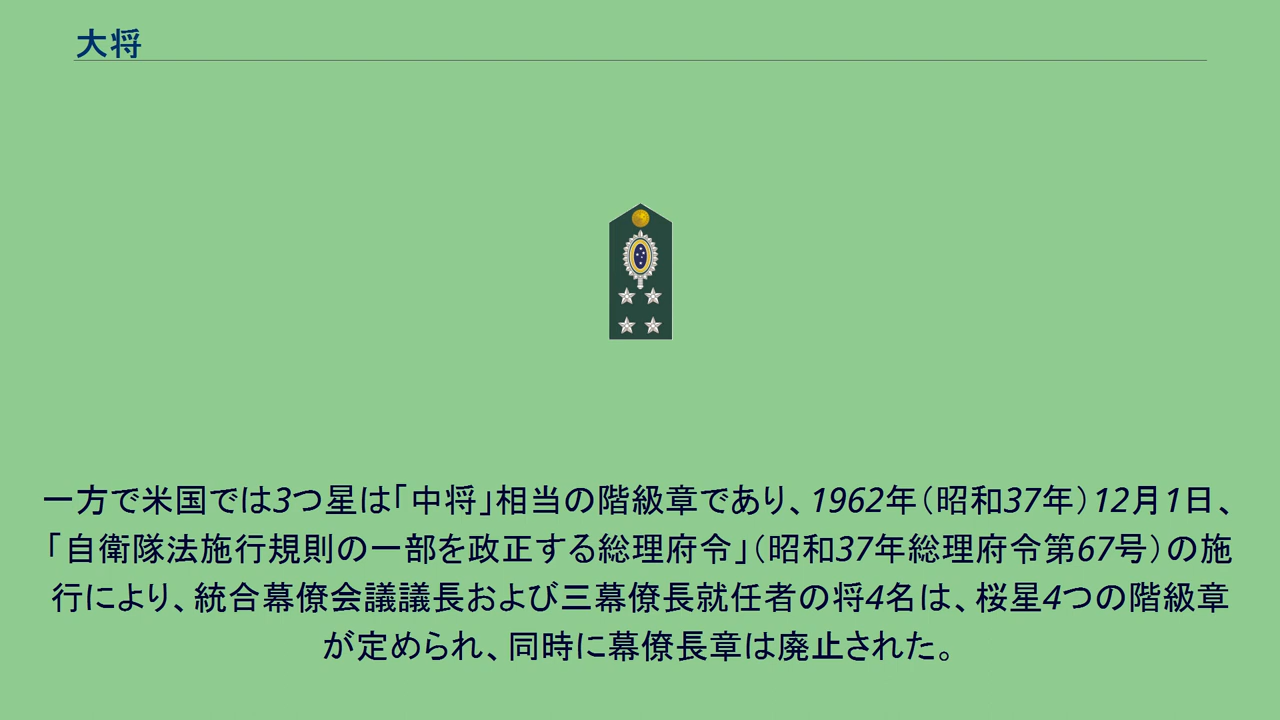 大将
一方で米国では3つ星は「中将」相当の階級章であり、1962年（昭和37年）12月1日、
「自衛隊法施行規則の一部を政正する総理府令」（昭和37年総理府令第67号）の施
行により、統合幕僚会議議長および三幕僚長就任者の将4名は、桜星4つの階級章
が定められ、同時に幕僚長章は廃止された。